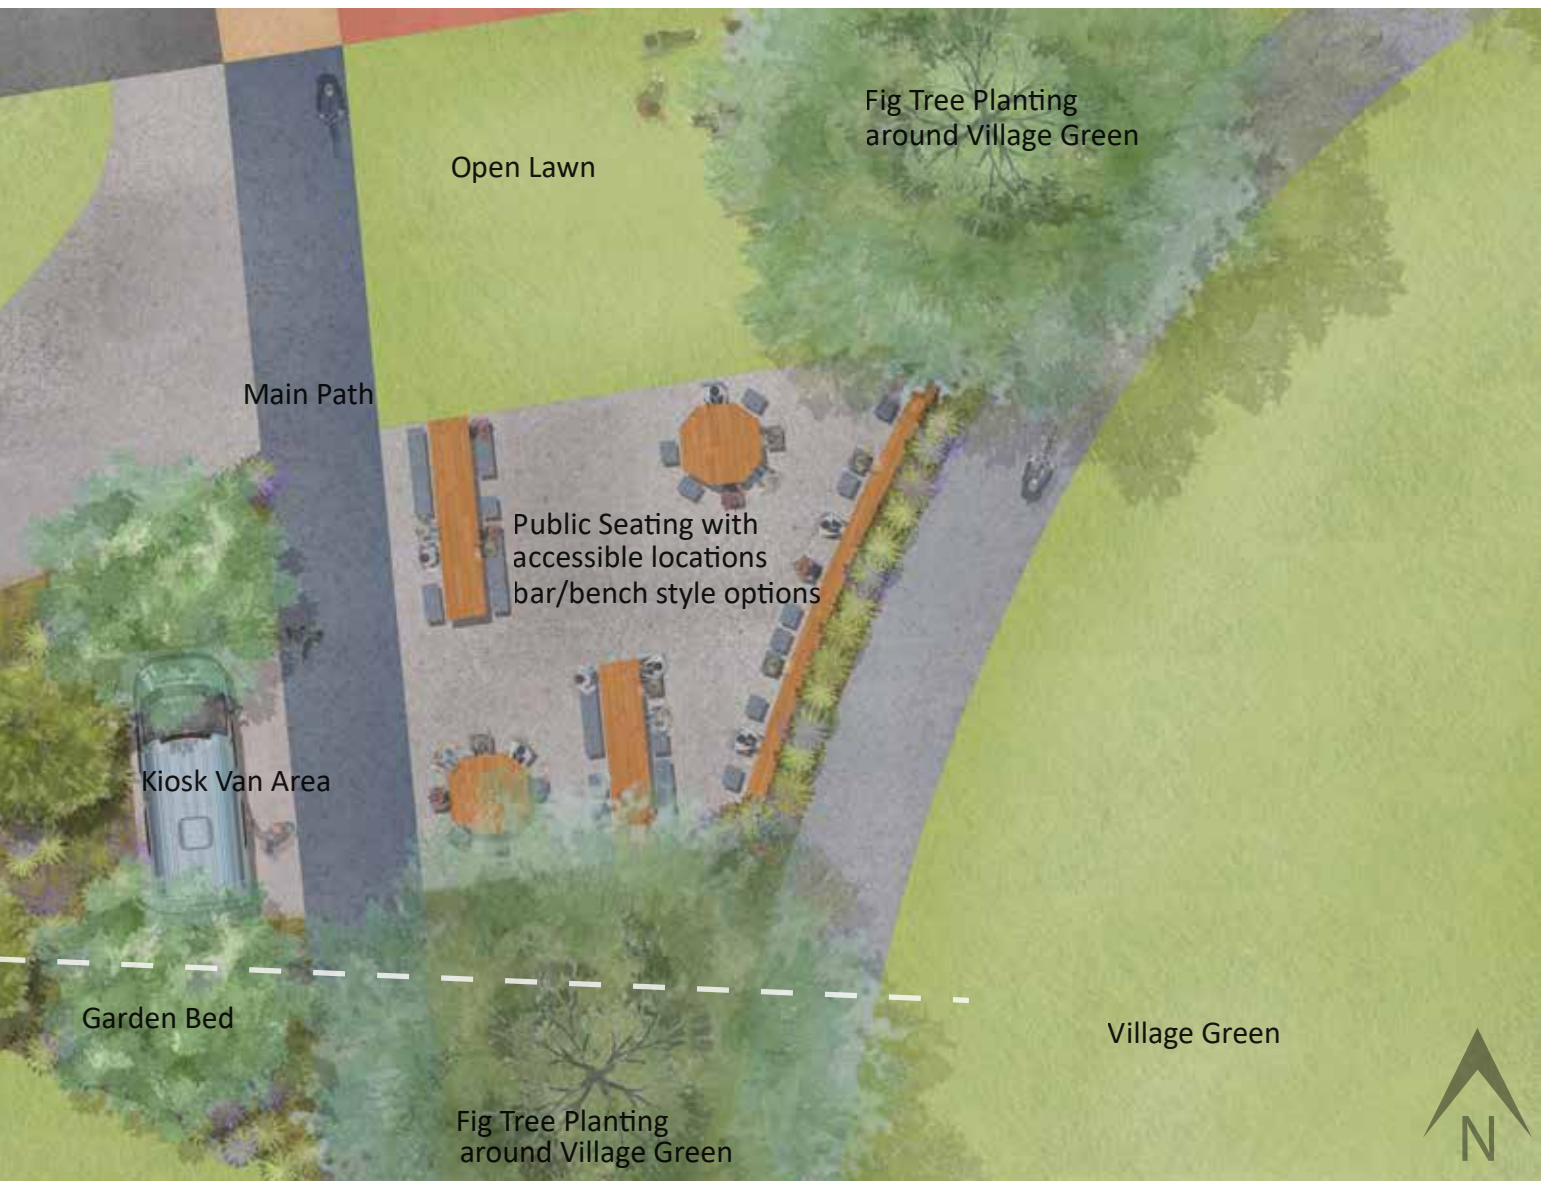 Fig Tree Planting
around Village Green
Open Lawn
Main Path
Public Seating with
accessible locations
bar/bench style options
Kiosk Van Area
Garden Bed
Village Green
Fig Tree Planting
around Village Green
N